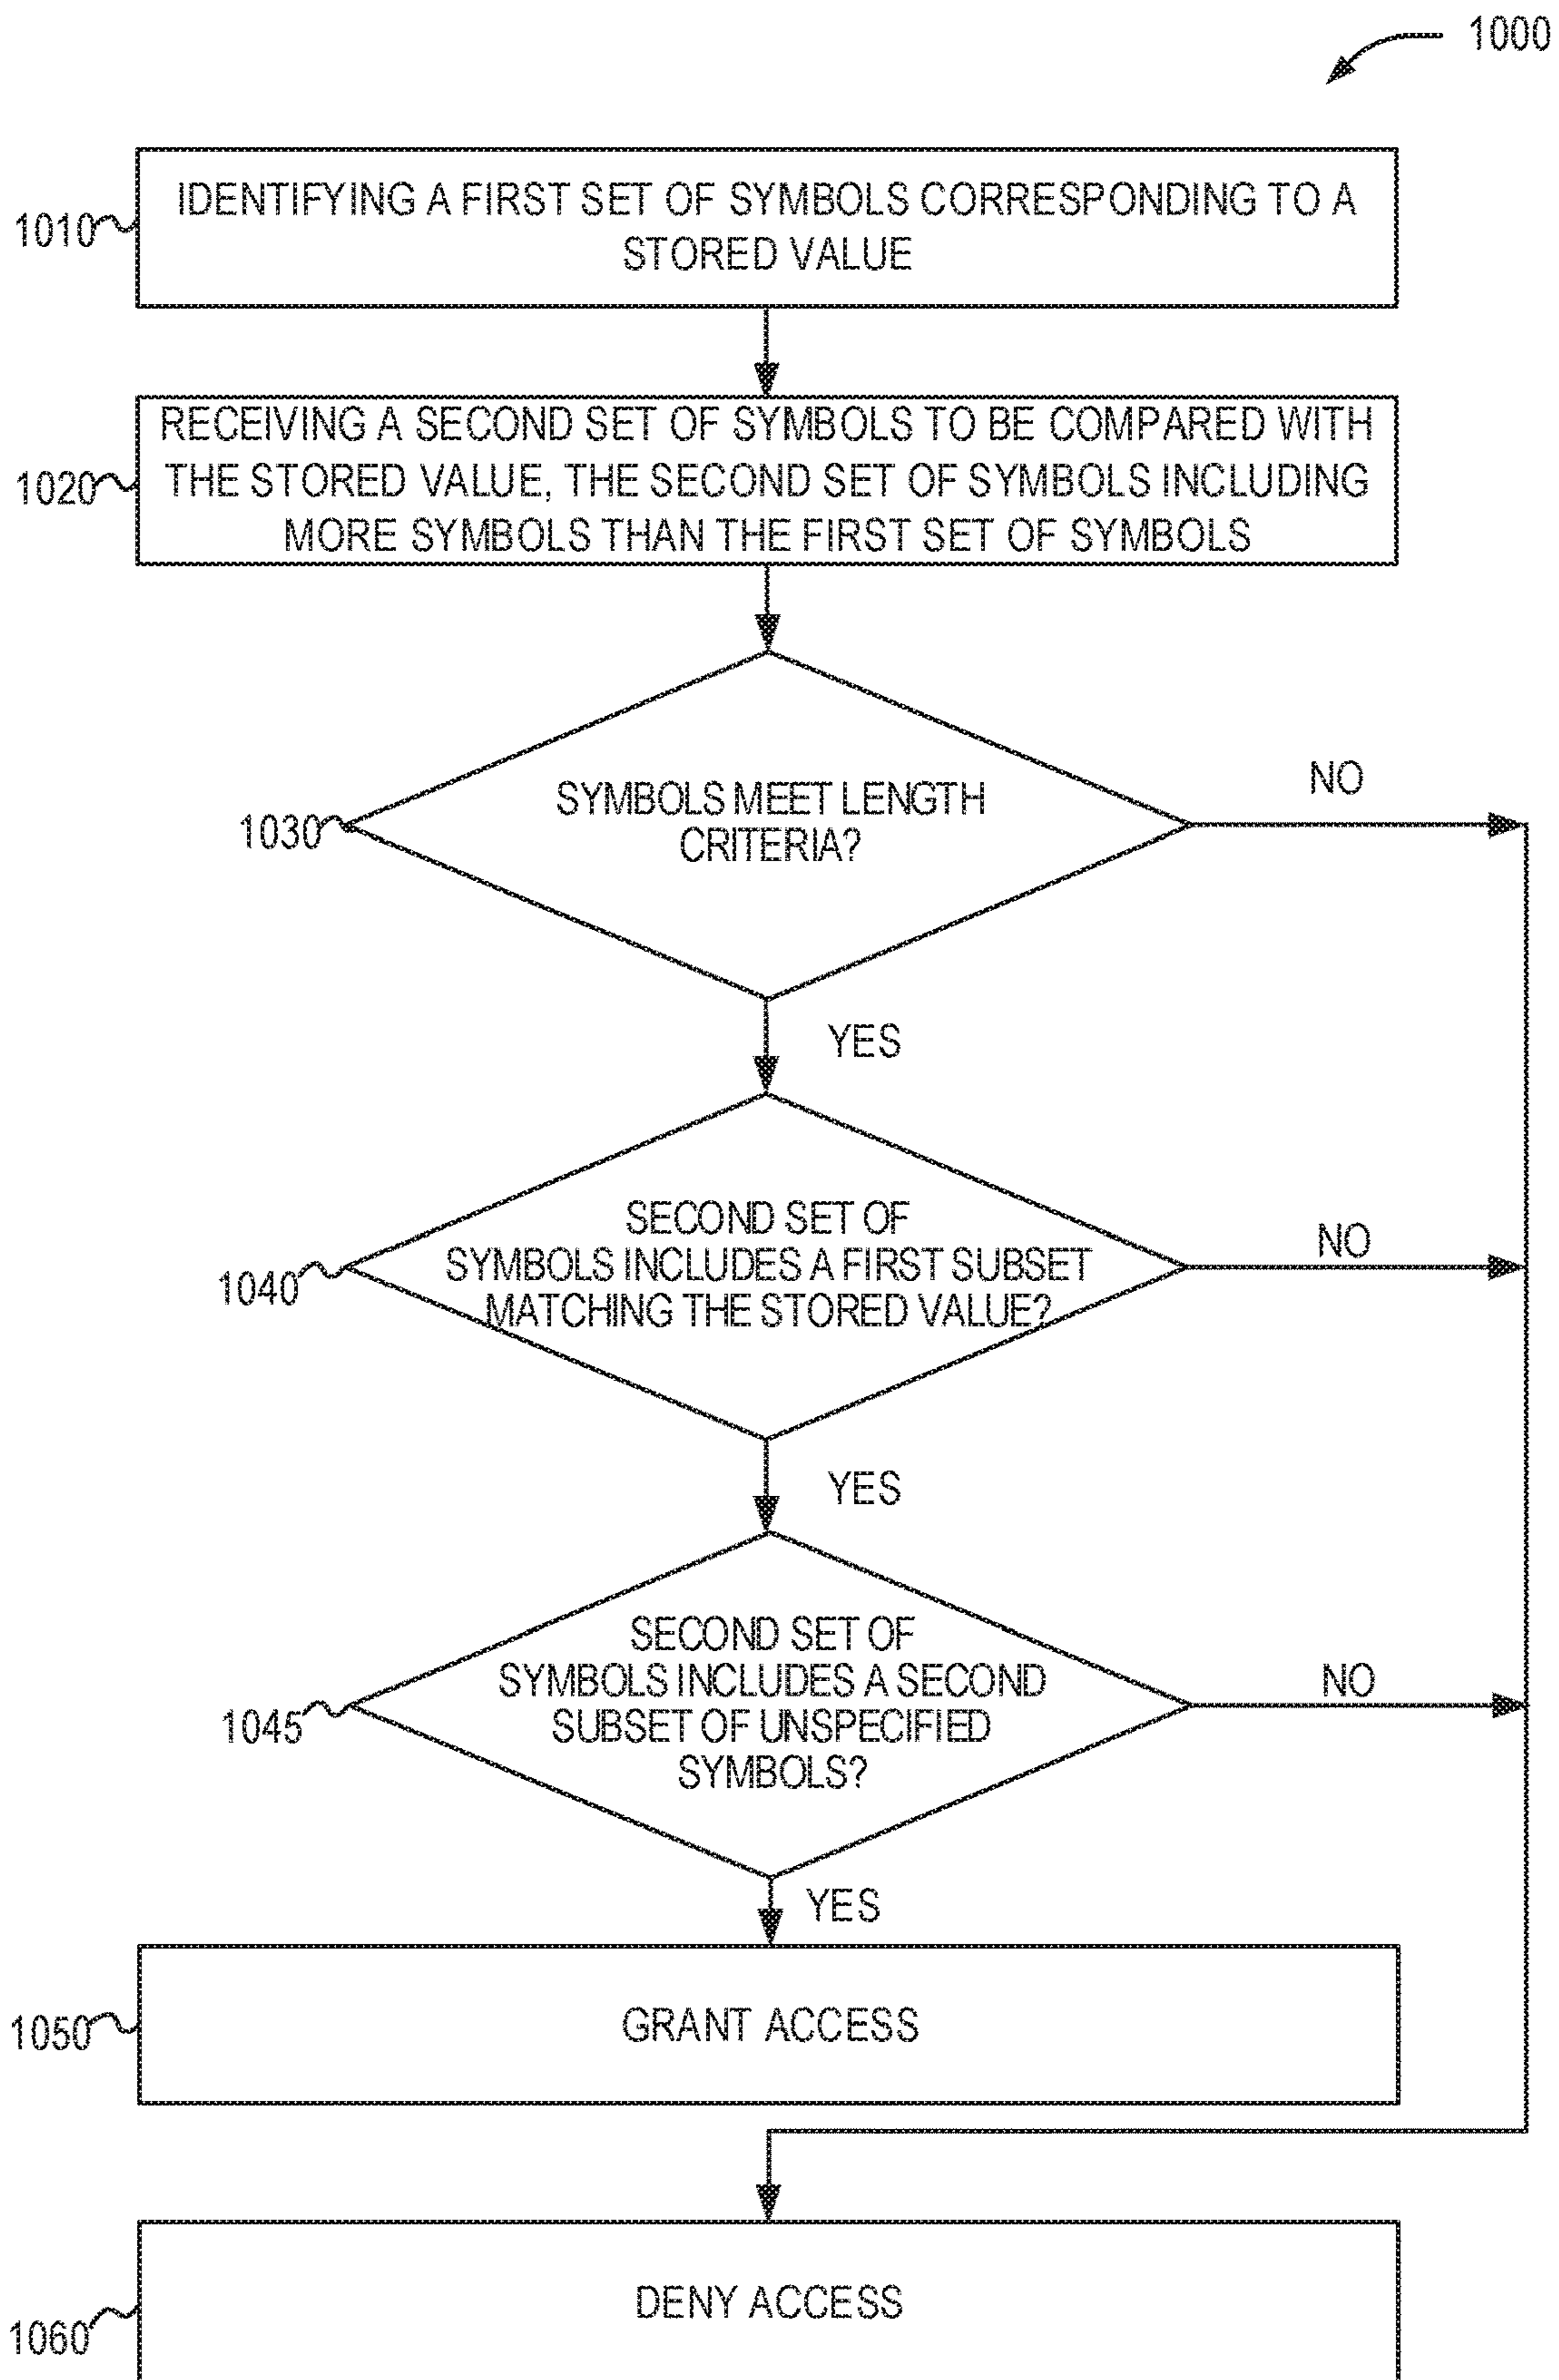 1000
1010
IDENTIFYING A FIRST SET OF SYMBOLS CORRESPONDING TO A
STORED VALUE
1020
RECEIVING A SECOND SET OF SYMBOLS TO BE COMPARED WITH
THE STORED VALUE, THE SECOND SET OF SYMBOLS INCLUDING
MORE SYMBOLS THAN THE FIRST SET OF SYMBOLS
1030
SYMBOLS MEET LENGTH
CRITERIA?
NO
YES
1040
SECOND SET OF
SYMBOLS INCLUDES A FIRST SUBSET
MATCHING THE STORED VALUE?
NO
YES
1045
SECOND SET OF
SYMBOLS INCLUDES A SECOND
SUBSET OF UNSPECIFIED
SYMBOLS?
NO
YES
1050
GRANT ACCESS
1060
DENY ACCESS